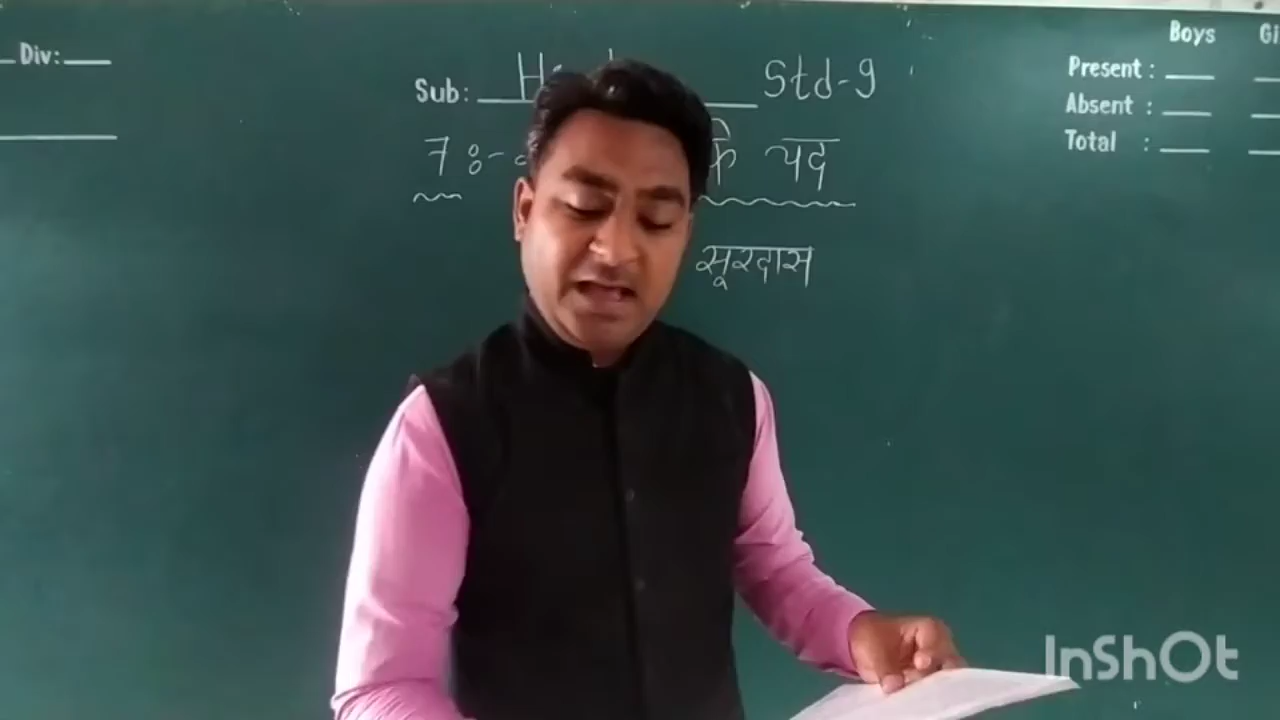 Div:
Sub: Std-9
7:- के पद
सूरदास
Boys
Present :
Absent :
Total :
InShOt